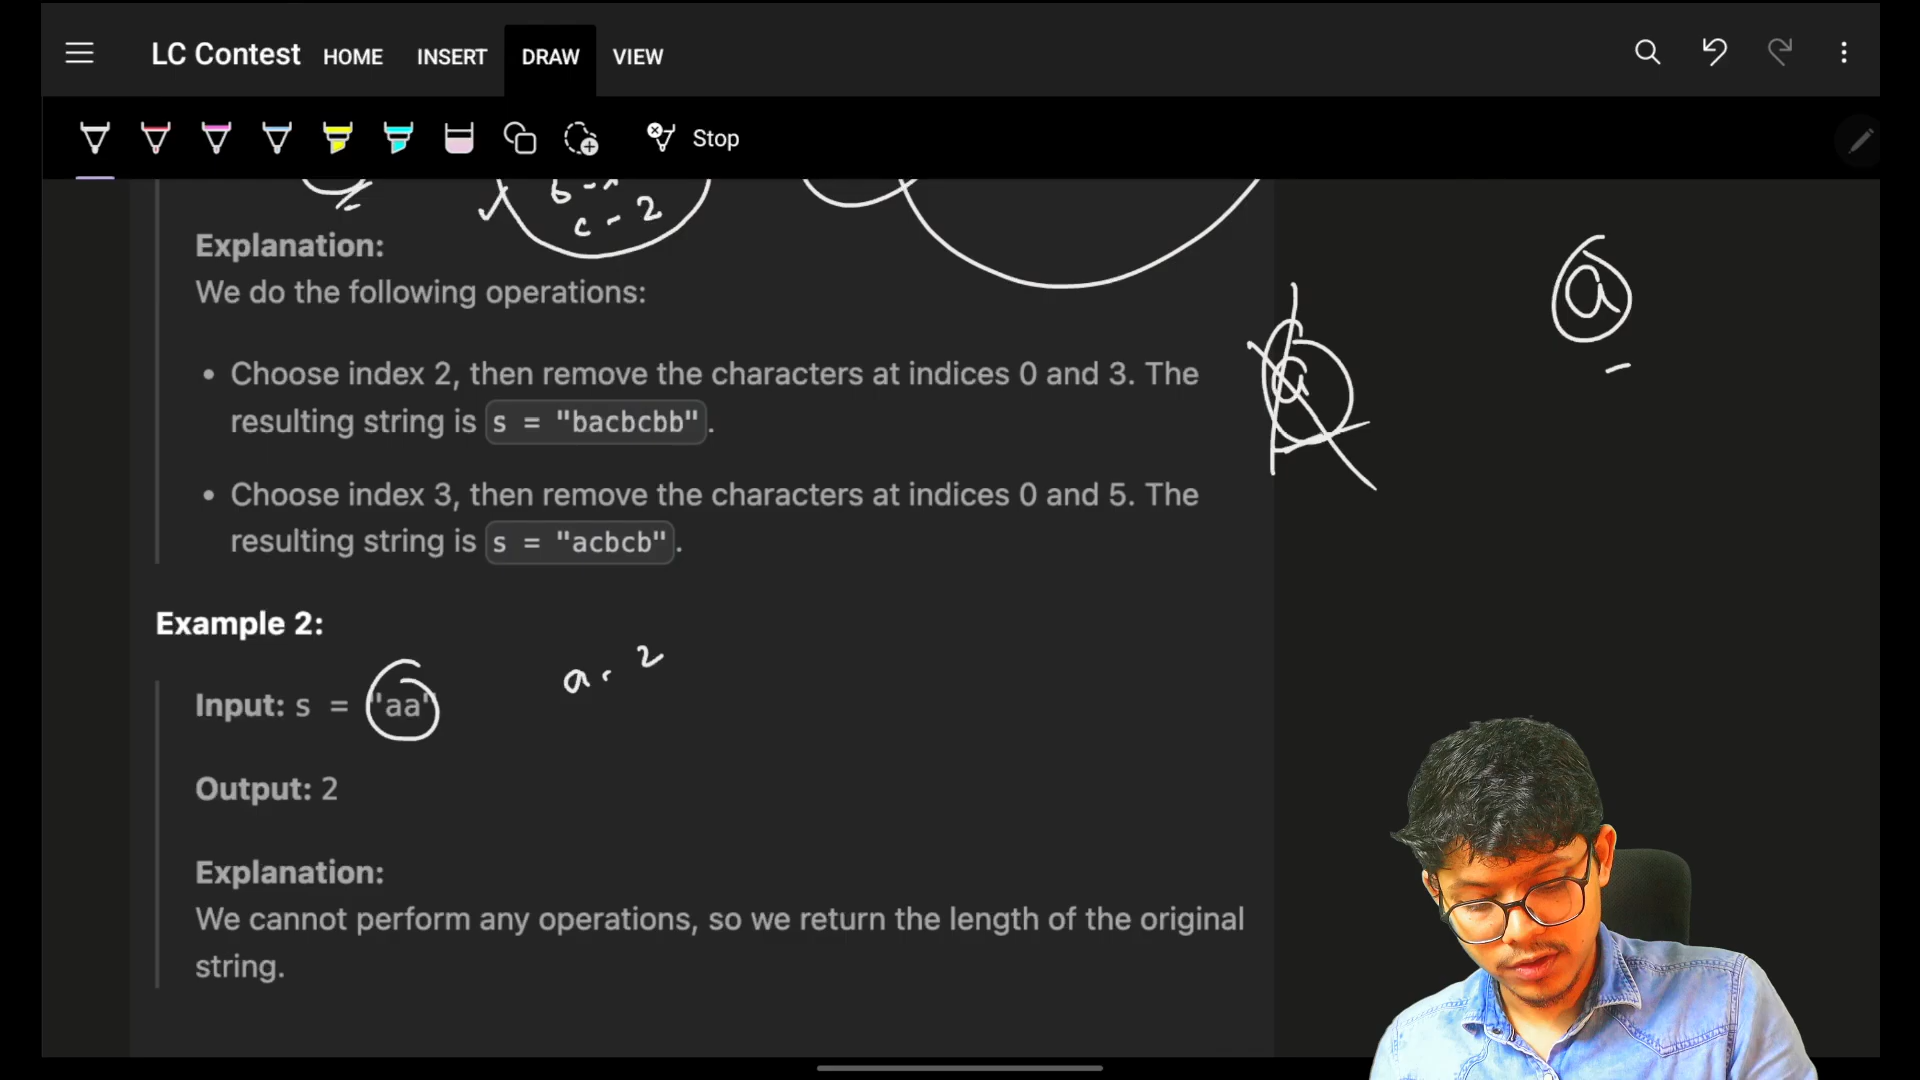 LC Contest HOME INSERT DRAW VIEW
Stop
c - 2
Explanation:
We do the following operations:
a
a
Choose index 2, then remove the characters at indices 0 and 3. The
resulting string is s = "bacbcbb".
Choose index 3, then remove the characters at indices 0 and 5. The
resulting string is s = "acbcb".
Example 2:
a - 2
Input: s = "aa"
Output: 2
Explanation:
We cannot perform any operations, so we return the length of the original
string.